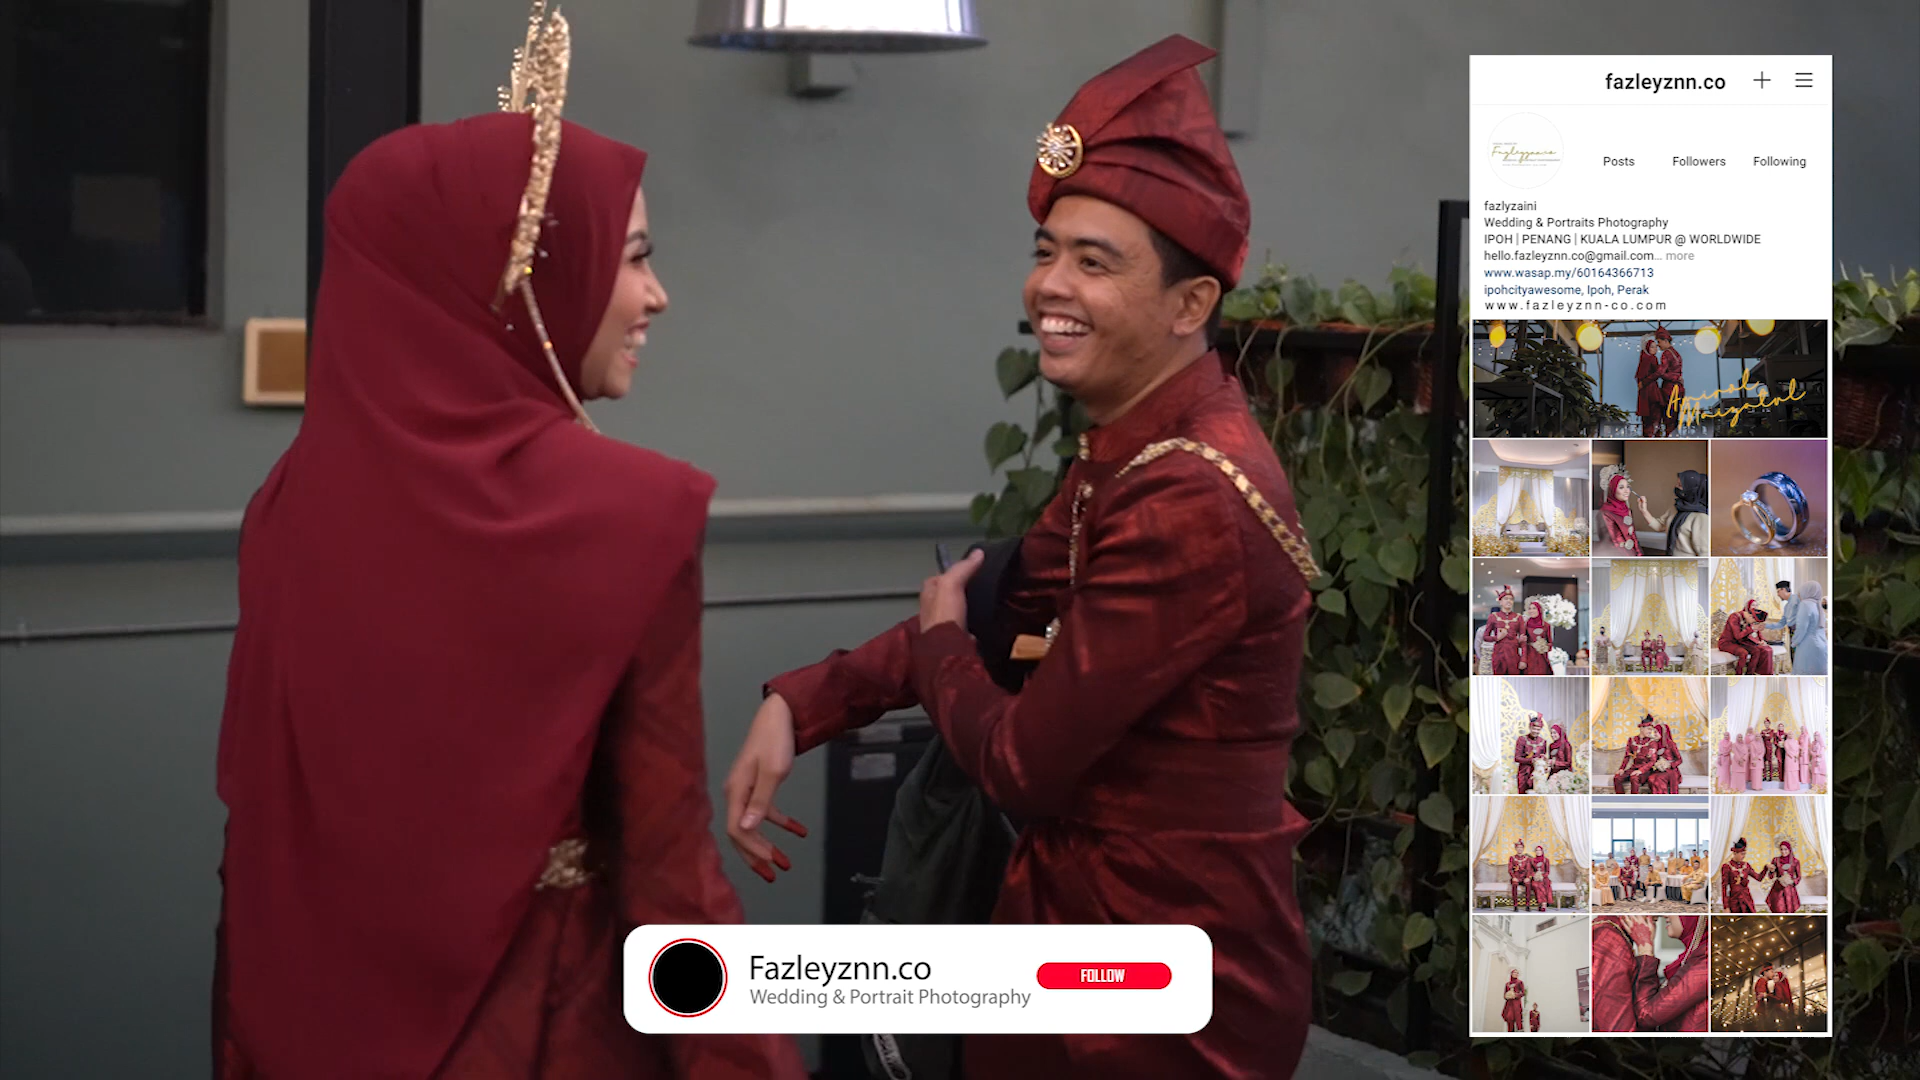 fazleyznn.co
Posts Followers Following
fazlyzaini
Wedding & Portraits Photography
IPOH | PENANG | KUALA LUMPUR @ WORLDWIDE
hello.fazleyznn.co@gmail.com... more
www.wasap.my/60164366713
ipohcityawesome, Ipoh, Perak
www.fazleyznn-co.com
Fazleyznn.co
Wedding & Portrait Photography
FOLLOW